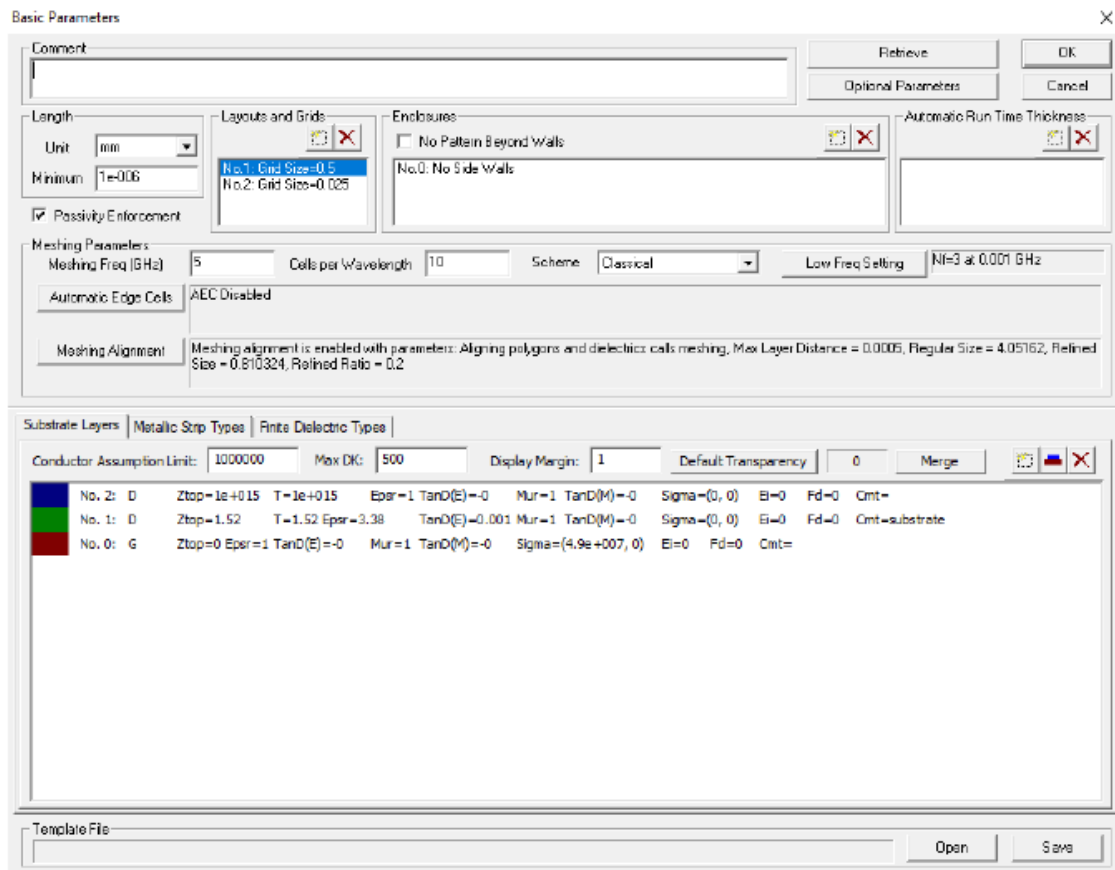 Basic Parameters
Comment
Retrieve
OK
Optional Parameters
Cancel
Length
Unit mm
Minimum 1e-006
Passivity Enforcement
Layouts and Grids
No.1: Grid Size=0.5
No.2: Grid Size=0.025
Enclosures
No Pattern Beyond Walls
No.0: No Side Walls
Automatic Run Time Thickness
Meshing Parameters
Meshing Freq (GHz) 5 Cells per Wavelength 10 Scheme Classical Low Freq Setting Nf=3 at 0.001 GHz
Automatic Edge Cells AEC Disabled
Meshing Alignment Meshing alignment is enabled with parameters: Aligning polygons and dielectrics calls meshing, Max Layer Distance = 0.0005, Regular Size = 4.05162, Refined
Size = 0.810324, Refined Ratio = 0.2
Substrate Layers Metallic Strip Types Finite Dielectric Types
Conductor Assumption Limit: 1000000 Max DK: 500 Display Margin: 1 Default Transparency 0 Merge
No. 2: D Ztop=1e+015 T=1e+015 Epsr=1 TanD(E)=-0 Mur=1 TanD(M)=-0 Sigma=(0, 0) Ei=0 Fd=0 Cmt=
No. 1: D Ztop=1.52 T=1.52 Epsr=3.38 TanD(E)=0.001 Mur=1 TanD(M)=-0 Sigma=(0, 0) Ei=0 Fd=0 Cmt=substrate
No. 0: G Ztop=0 Epsr=1 TanD(E)=-0 Mur=1 TanD(M)=-0 Sigma=(4.9e+007, 0) Ei=0 Fd=0 Cmt=
Template File
Open
Save